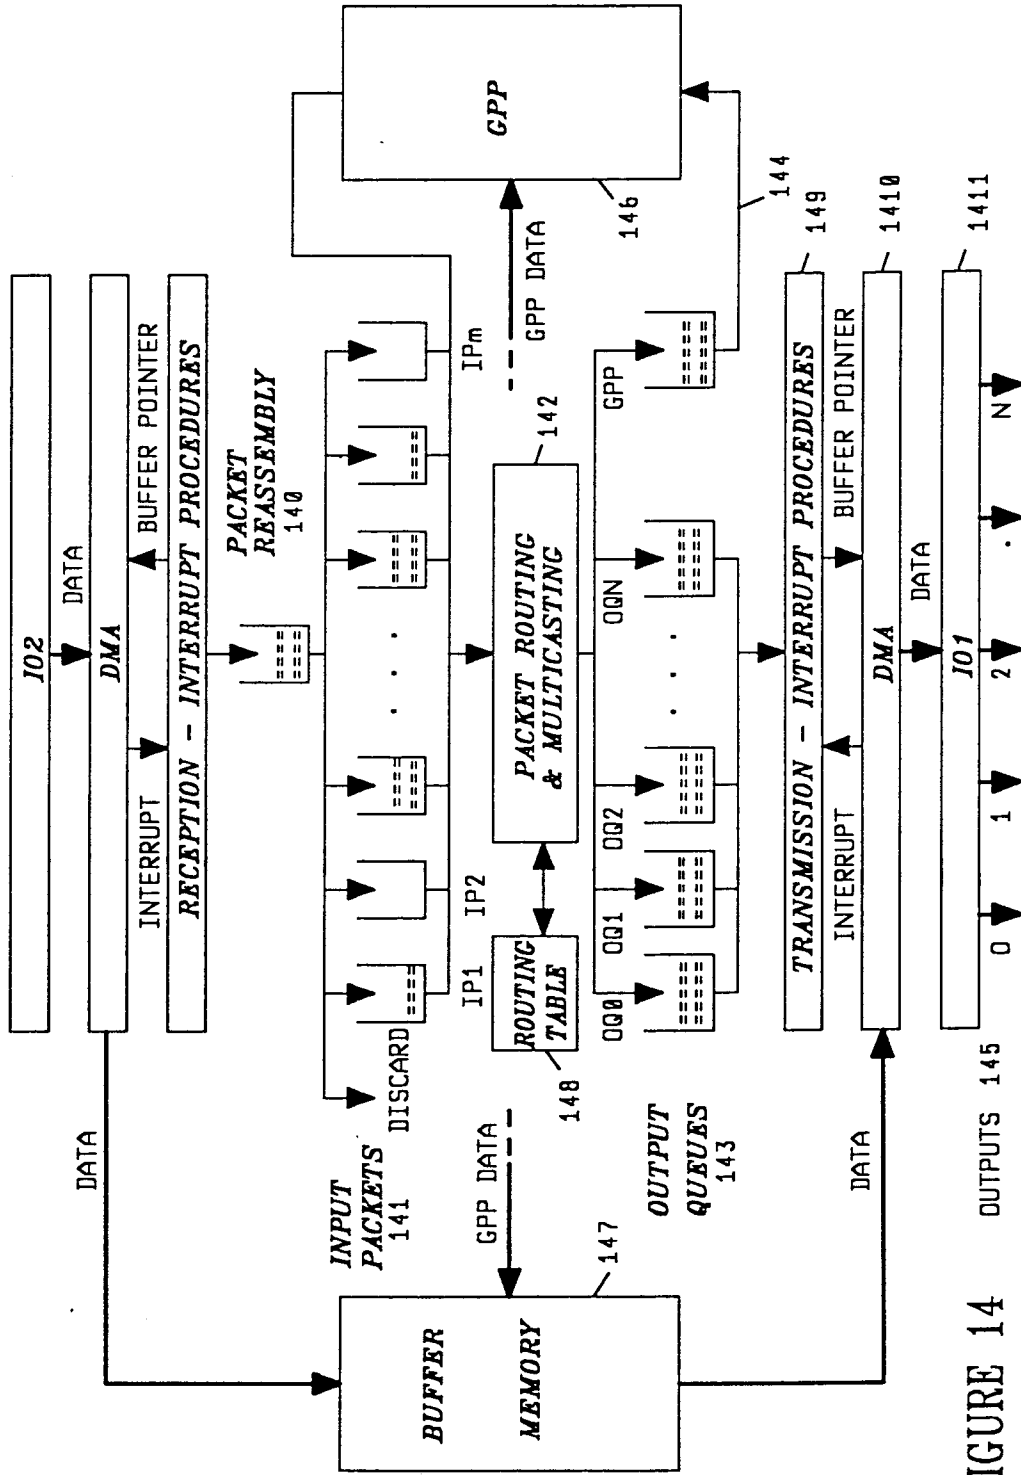 IO2
DATA
DMA
DATA
INTERRUPT
BUFFER POINTER
RECEPTION – INTERRUPT PROCEDURES
PACKET
REASSEMBLY
140
INPUT
PACKETS
141
DISCARD
IP1
IP2
. . .
IPm
GPP
146
GPP DATA
GPP DATA
BUFFER
MEMORY
147
ROUTING
TABLE
148
PACKET ROUTING
& MULTICASTING
142
OUTPUT
QUEUES
143
OQ0
OQ1
OQ2
. . .
OQN
GPP
144
TRANSMISSION – INTERRUPT PROCEDURES
149
INTERRUPT
BUFFER POINTER
DATA
DMA
1410
DATA
IO1
1411
OUTPUTS 145
0
1
2
.
N
IGURE 14